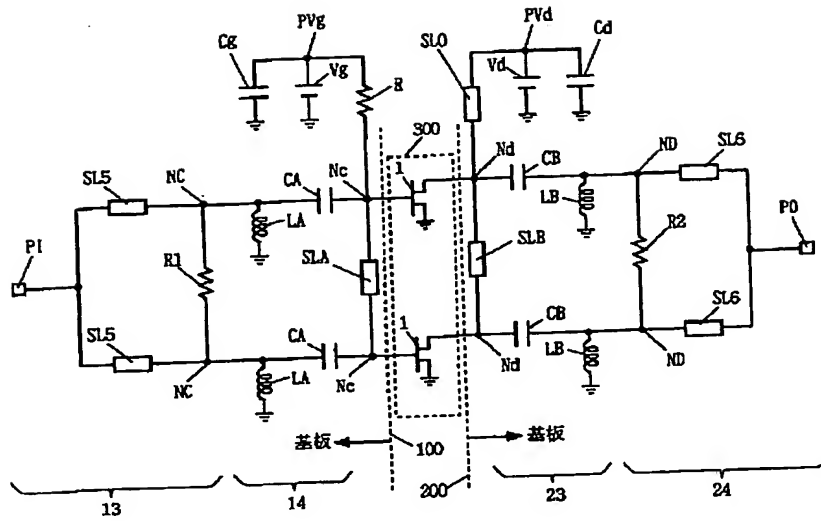 PVg
PVd
Cg
Vg
R
SLO
Vd
Cd
300
SL5
NC
CA
Nc
1
Nd
CB
ND
SL6
PI
R1
LA
SLA
SLB
LB
R2
PO
SL5
NC
LA
CA
Nc
1
Nd
CB
LB
ND
SL6
基板
100
200
基板
13
14
23
24